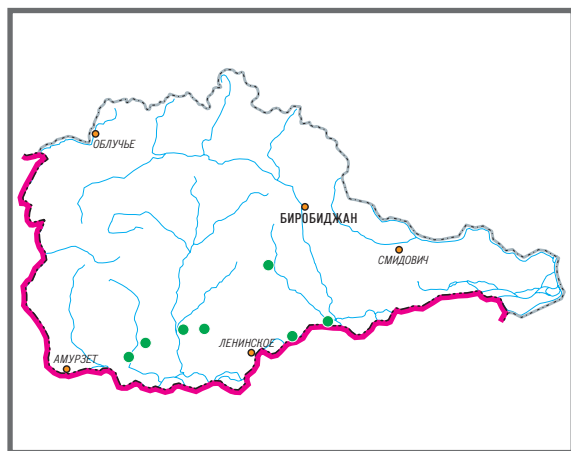 ОБЛУЧЬЕ
БИРОБИДЖАН
СМИДОВИЧ
ЛЕНИНСКОЕ
АМУРЗЕТ